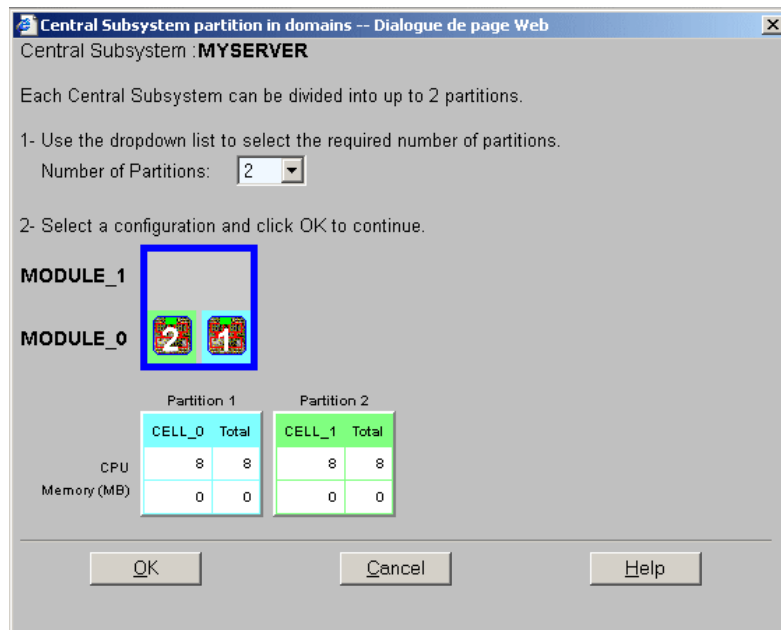 Central Subsystem partition in domains -- Dialogue de page Web
Central Subsystem :MYSERVER
Each Central Subsystem can be divided into up to 2 partitions.
1- Use the dropdown list to select the required number of partitions.
Number of Partitions: 2
2- Select a configuration and click OK to continue.
MODULE_1
MODULE_0 2 1
Partition 1 Partition 2
CELL_0 Total CELL_1 Total
CPU 8 8 8 8
Memory (MB) 0 0 0 0
OK Cancel Help